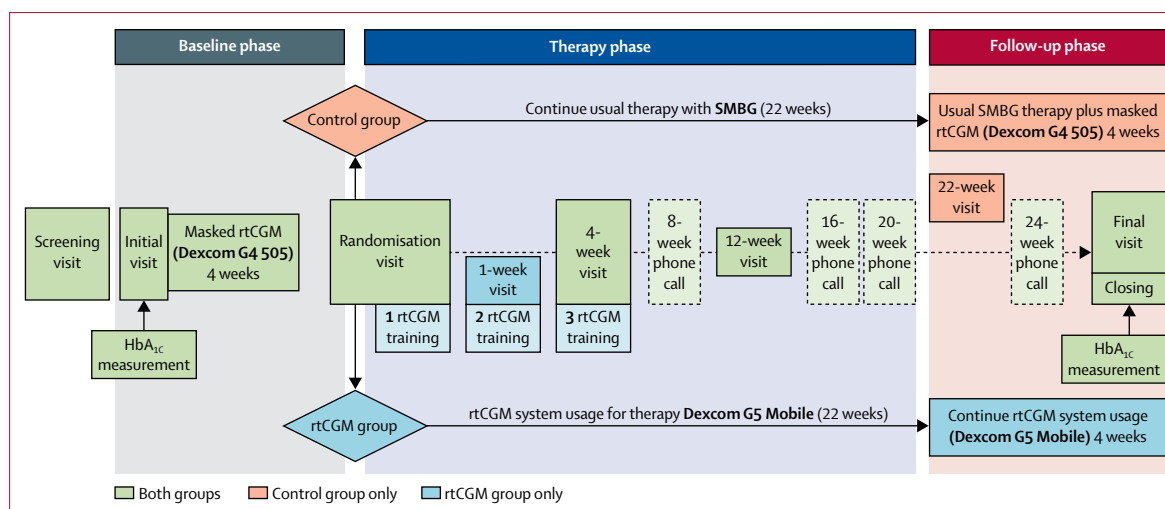 Baseline phase
Therapy phase
Follow-up phase
Control group
Continue usual therapy with SMBG (22 weeks)
Usual SMBG therapy plus masked
rtCGM (Dexcom G4 505) 4 weeks
Screening
visit
Initial
visit
Masked rtCGM
(Dexcom G4 505)
4 weeks
HbA1C
measurement
Randomisation
visit
1 rtCGM
training
1-week
visit
2 rtCGM
training
4-
week
visit
3 rtCGM
training
8-
week
phone
call
12-week
visit
16-
week
phone
call
20-
week
phone
call
22-week
visit
24-
week
phone
call
Final
visit
Closing
HbA1C
measurement
rtCGM group
rtCGM system usage for therapy Dexcom G5 Mobile (22 weeks)
Continue rtCGM system usage
(Dexcom G5 Mobile) 4 weeks
Both groups
Control group only
rtCGM group only